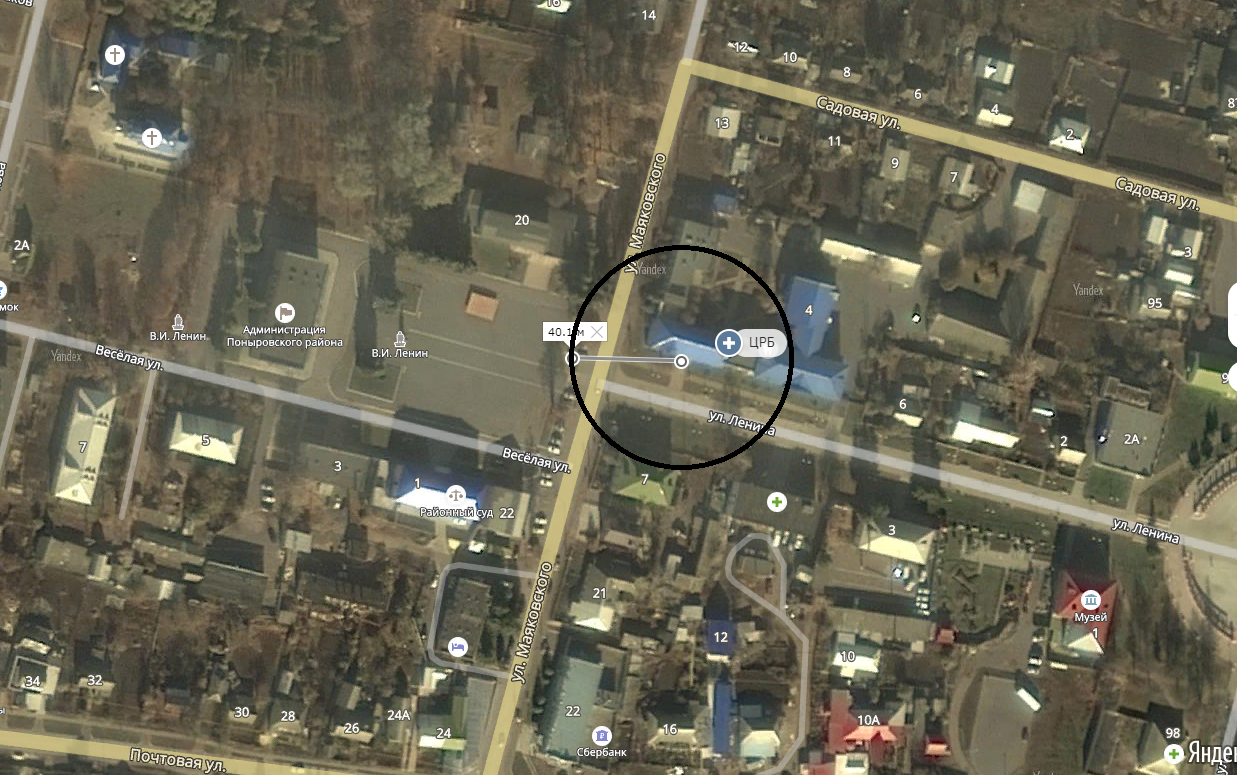 16
14
12
10
8
6
4
2
87
Садовая ул.
Садовая ул.
13
11
9
7
3
95
ул. Маяковского
20
2А
Yandex
Yandex
Yandex
4
40.1 м
ЦРБ
В.И. Ленин
Администрация
Поныровского района
В.И. Ленин
Весёлая ул.
Весёлая ул.
ул. Ленина
ул. Ленина
6
2
2А
7
5
3
1
Районный суд
22
7
3
21
12
Музей
1
10
ул. Маяковского
34
32
30
28
26
24А
24
22
Сбербанк
16
10А
98
Почтовая ул.